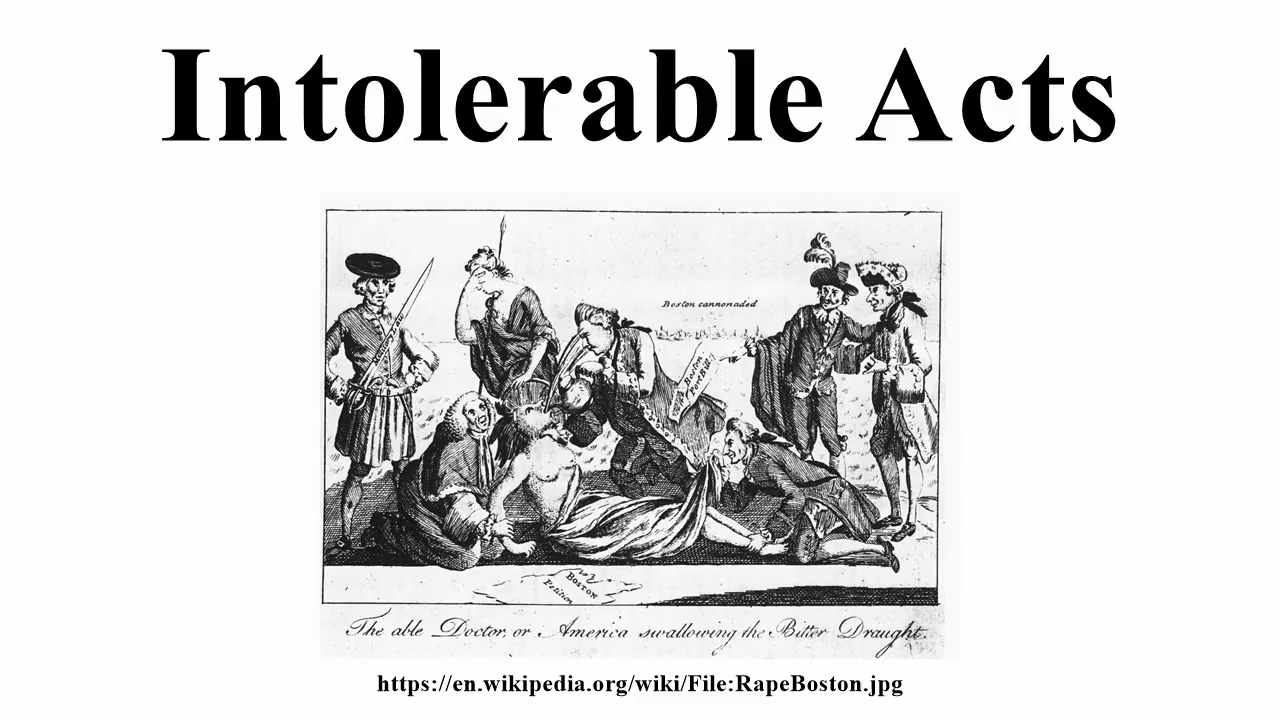 Intolerable Acts
Boston cannonaded
Boston
Port Bill
BOSTON
Petition
The able Doctor, or America swallowing the Bitter Draught.
https://en.wikipedia.org/wiki/File:RapeBoston.jpg